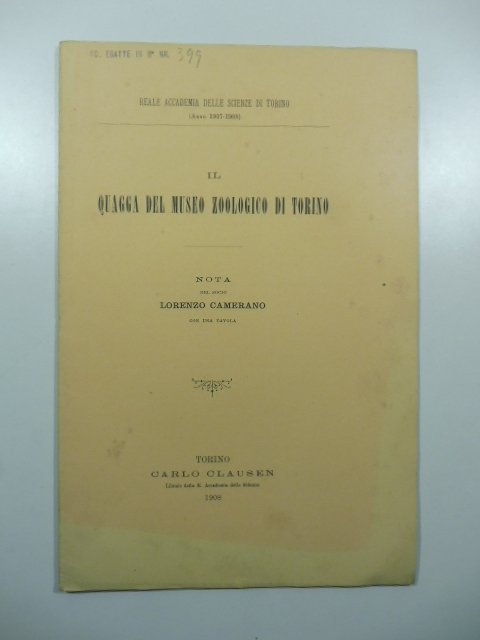 399
REALE ACCADEMIA DELLE SCIENZE DI TORINO
(Anno 1907-1908)
IL
QUAGGA DEL MUSEO ZOOLOGICO DI TORINO
NOTA
DEL SOCIO
LORENZO CAMERANO
CON UNA TAVOLA
TORINO
CARLO CLAUSEN
Libraio della R. Accademia delle Scienze
1908